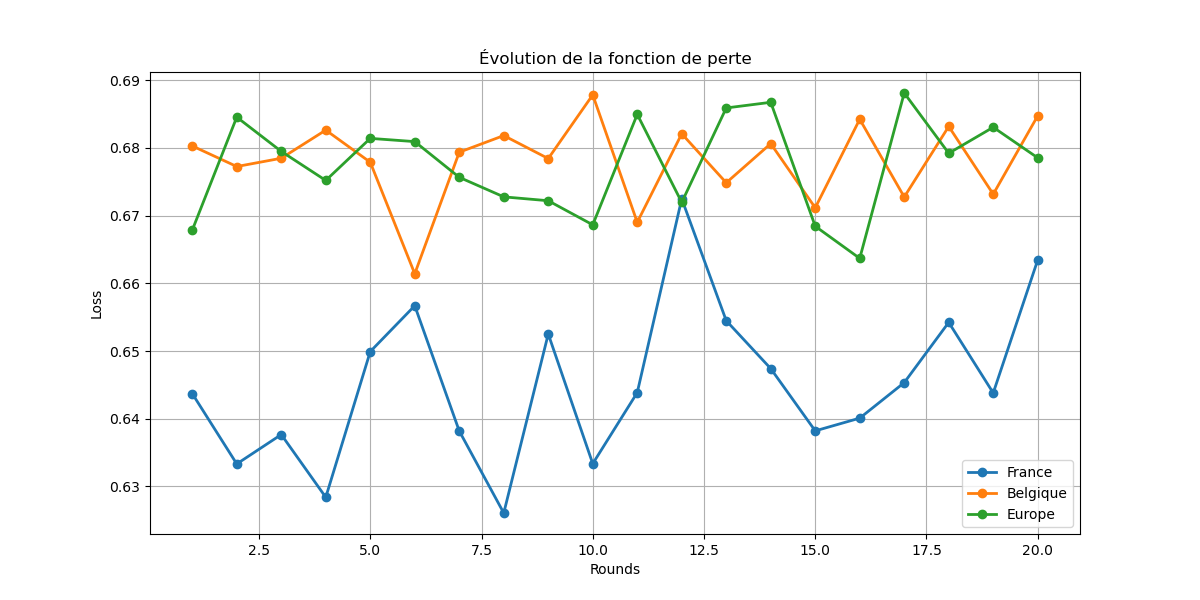 Évolution de la fonction de perte
0.69
0.68
0.67
0.66
0.65
0.64
0.63
Loss
2.5 5.0 7.5 10.0 12.5 15.0 17.5 20.0
Rounds
France
Belgique
Europe